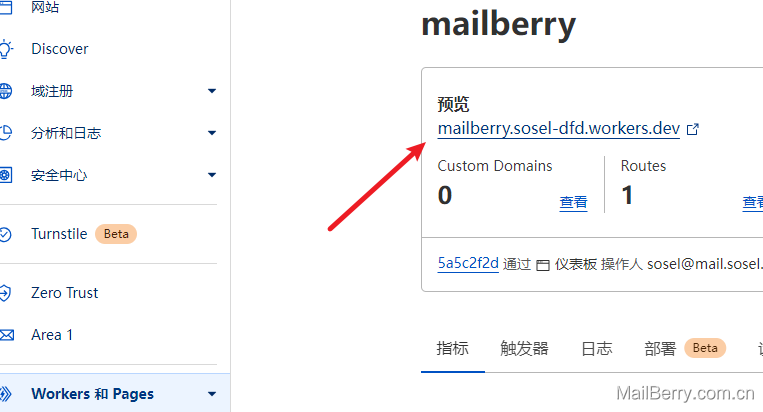 网站
Discover
域注册
分析和日志
安全中心
Turnstile Beta
Zero Trust
Area 1
Workers 和 Pages
mailberry
预览
mailberry.sosel-dfd.workers.dev
Custom Domains Routes
0 查看 1 查看
5a5c2f2d 通过 仪表板 操作人 sosel@mail.sosel.
指标 触发器 日志 部署 Beta
MailBerry.com.cn